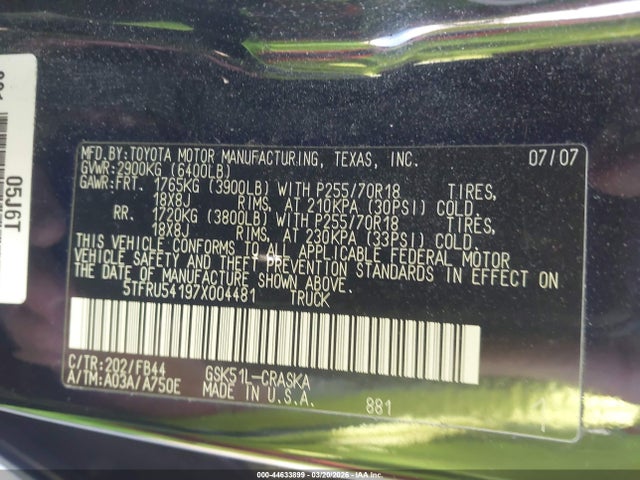 MFD.BY:TOYOTA MOTOR MANUFACTURING, TEXAS, INC. 07/07
GVWR:2900KG (6400LB)
GAWR:FRT. 1765KG (3900LB) WITH P255/70R18 TIRES,
18X8J RIMS, AT 210KPA (30PSI) COLD.
RR. 1720KG (3800LB) WITH P255/70R18 TIRES,
18X8J RIMS, AT 230KPA (33PSI) COLD.
THIS VEHICLE CONFORMS TO ALL APPLICABLE FEDERAL MOTOR
VEHICLE SAFETY AND THEFT PREVENTION STANDARDS IN EFFECT ON
THE DATE OF MANUFACTURE SHOWN ABOVE.
5TFRU54197X004481 TRUCK
C/TR:202/FB44 GSK51L-CRASKA
A/TM:A03A/A750E MADE IN U.S.A.
881
05J6T
000-44633899 - 03/20/2026 - IAAI.COM